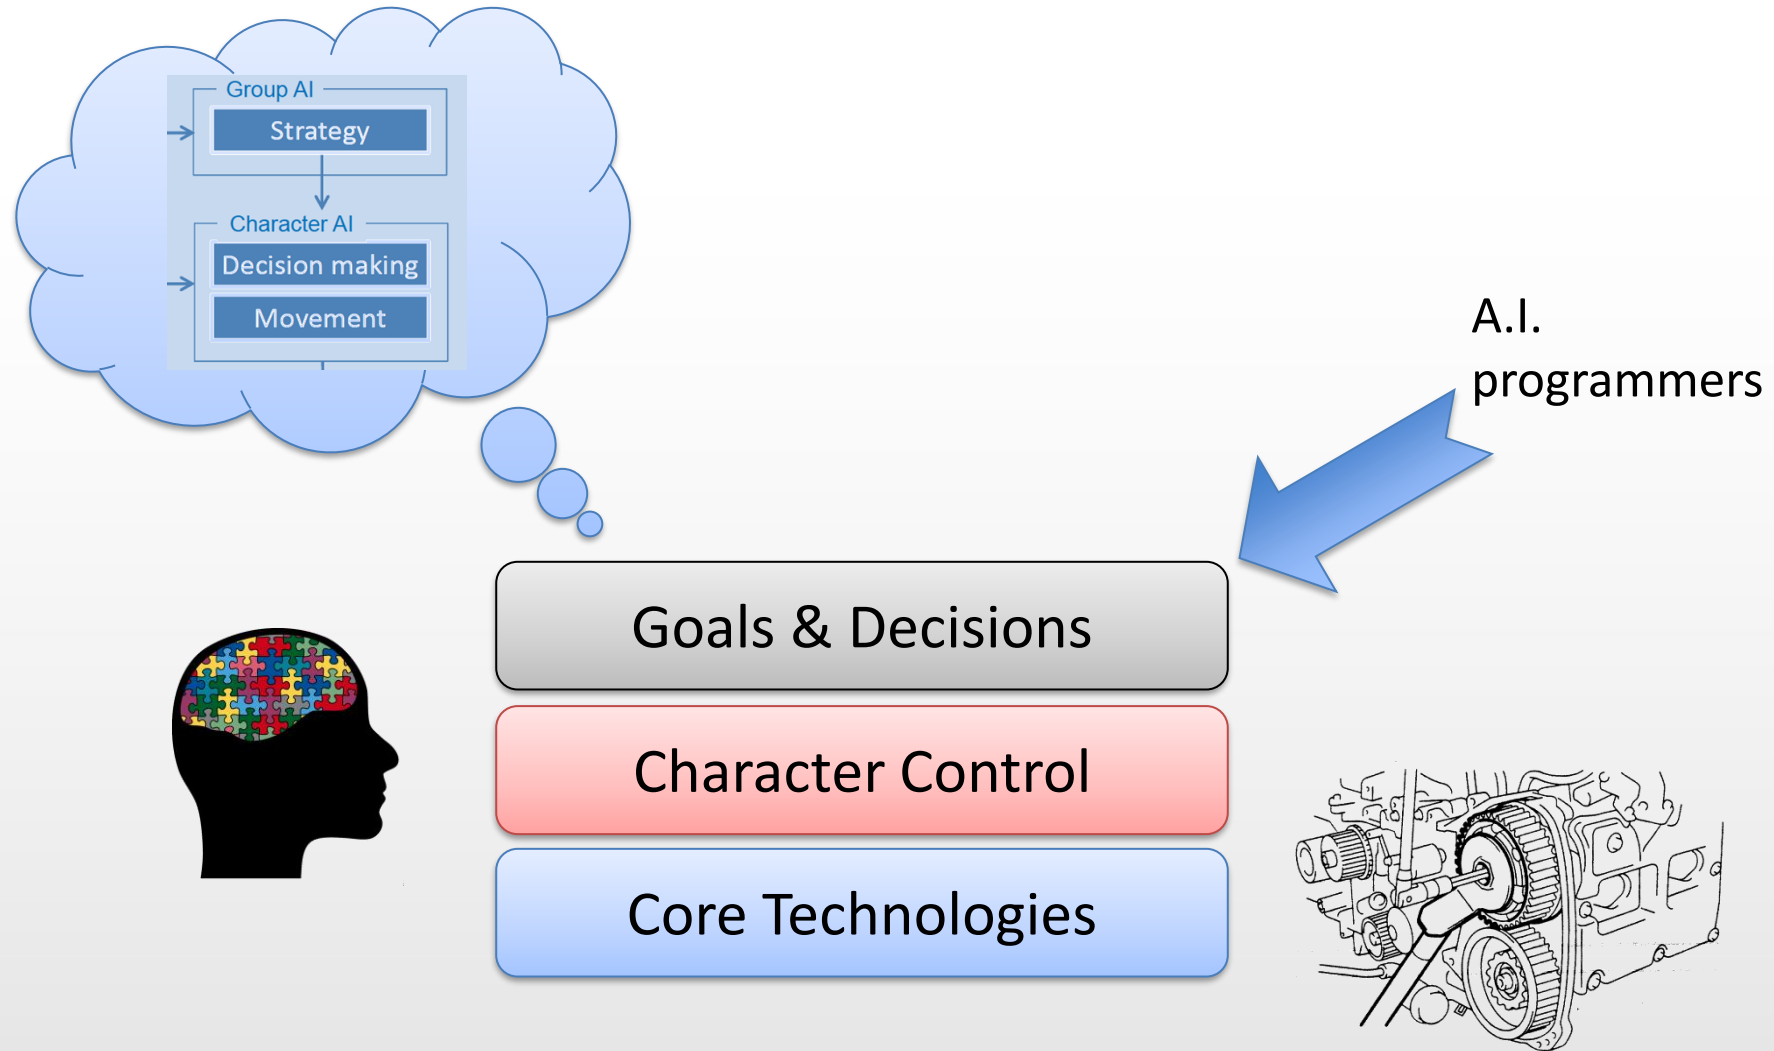 Group AI
Strategy
Character AI
Decision making
Movement
A.I.
programmers
Goals & Decisions
Character Control
Core Technologies